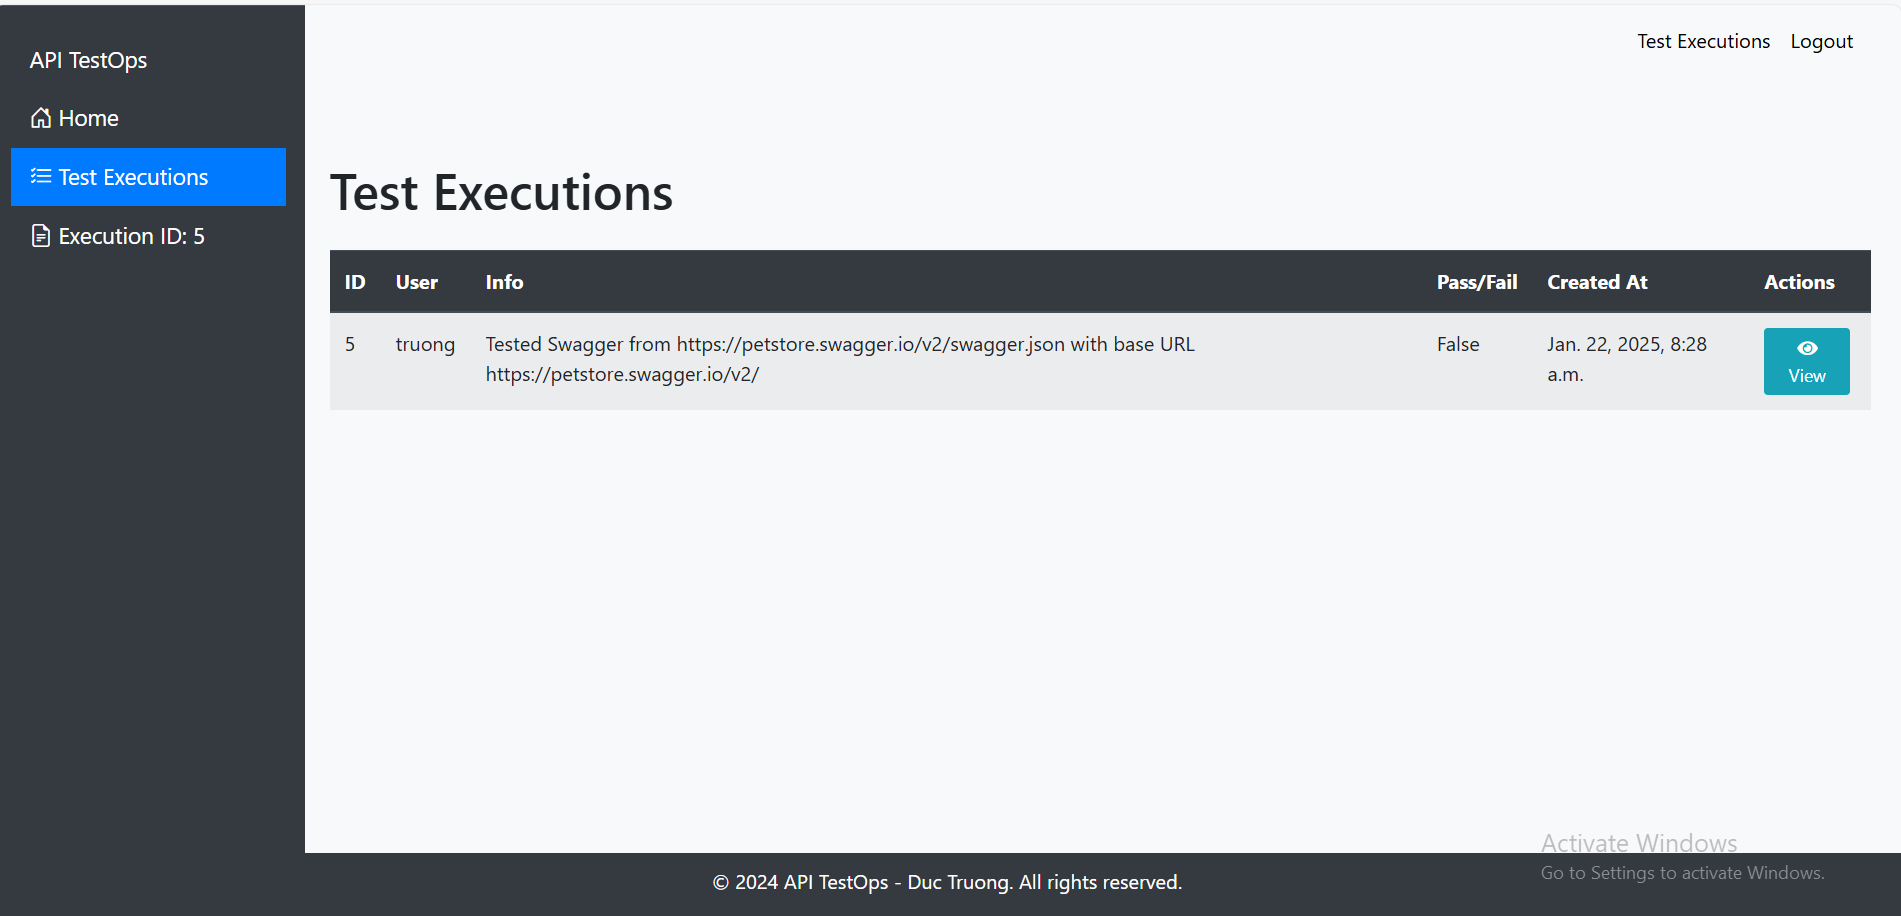 API TestOps
Home
Test Executions
Execution ID: 5
Test Executions Logout
Test Executions
ID User Info Pass/Fail Created At Actions
5 truong Tested Swagger from https://petstore.swagger.io/v2/swagger.json with base URL False Jan. 22, 2025, 8:28
https://petstore.swagger.io/v2/ a.m. View
Activate Windows
Go to Settings to activate Windows.
© 2024 API TestOps - Duc Truong. All rights reserved.